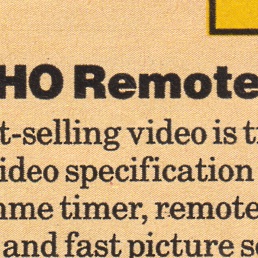 HO Remote
t-selling video is t
ideo specification
me timer, remote
and fast picture s